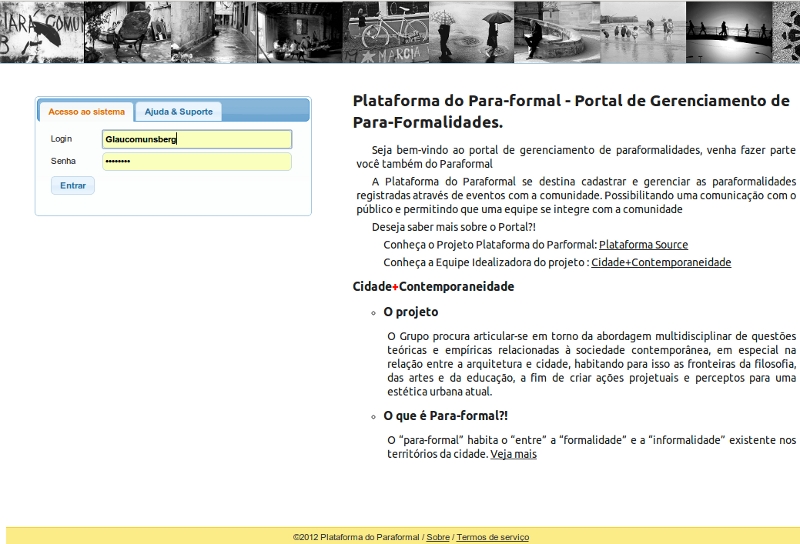 IARA COMUN
B
MARCIA
Acesso ao sistema
Ajuda & Suporte
Login
Glaucomunsberg
Senha
••••••••
Entrar
Plataforma do Para-formal - Portal de Gerenciamento de
Para-Formalidades.
Seja bem-vindo ao portal de gerenciamento de paraformalidades, venha fazer parte
você também do Paraformal
A Plataforma do Paraformal se destina cadastrar e gerenciar as paraformalidades
registradas através de eventos com a comunidade. Possibilitando uma comunicação com o
público e permitindo que uma equipe se integre com a comunidade
Deseja saber mais sobre o Portal?!
Conheça o Projeto Plataforma do Parformal: Plataforma Source
Conheça a Equipe Idealizadora do projeto : Cidade+Contemporaneidade
Cidade+Contemporaneidade
O projeto
O Grupo procura articular-se em torno da abordagem multidisciplinar de questões
teóricas e empíricas relacionadas à sociedade contemporânea, em especial na
relação entre a arquitetura e cidade, habitando para isso as fronteiras da filosofia,
das artes e da educação, a fim de criar ações projetuais e perceptos para uma
estética urbana atual.
O que é Para-formal?!
O “para-formal” habita o “entre” a “formalidade” e a “informalidade” existente nos
territórios da cidade. Veja mais
©2012 Plataforma do Paraformal / Sobre / Termos de serviço